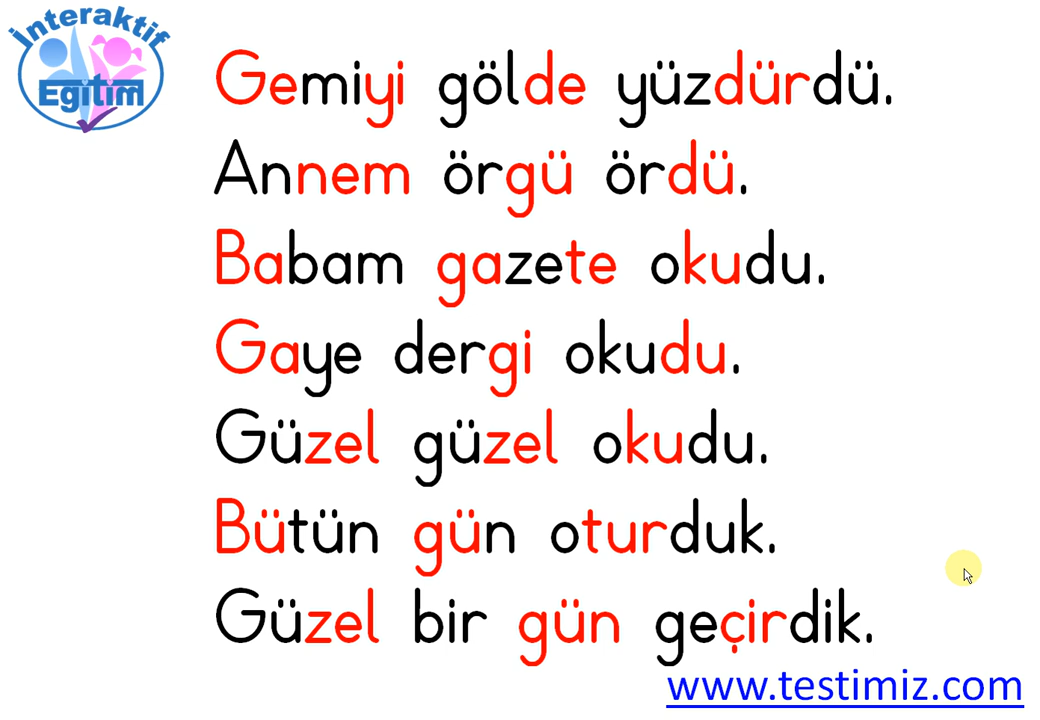 İnteraktif
Eğitim
Gemiyi gölde yüzdürdü.
Annem örgü ördü.
Babam gazete okudu.
Gaye dergi okudu.
Güzel güzel okudu.
Bütün gün oturduk.
Güzel bir gün geçirdik.
www.testimiz.com